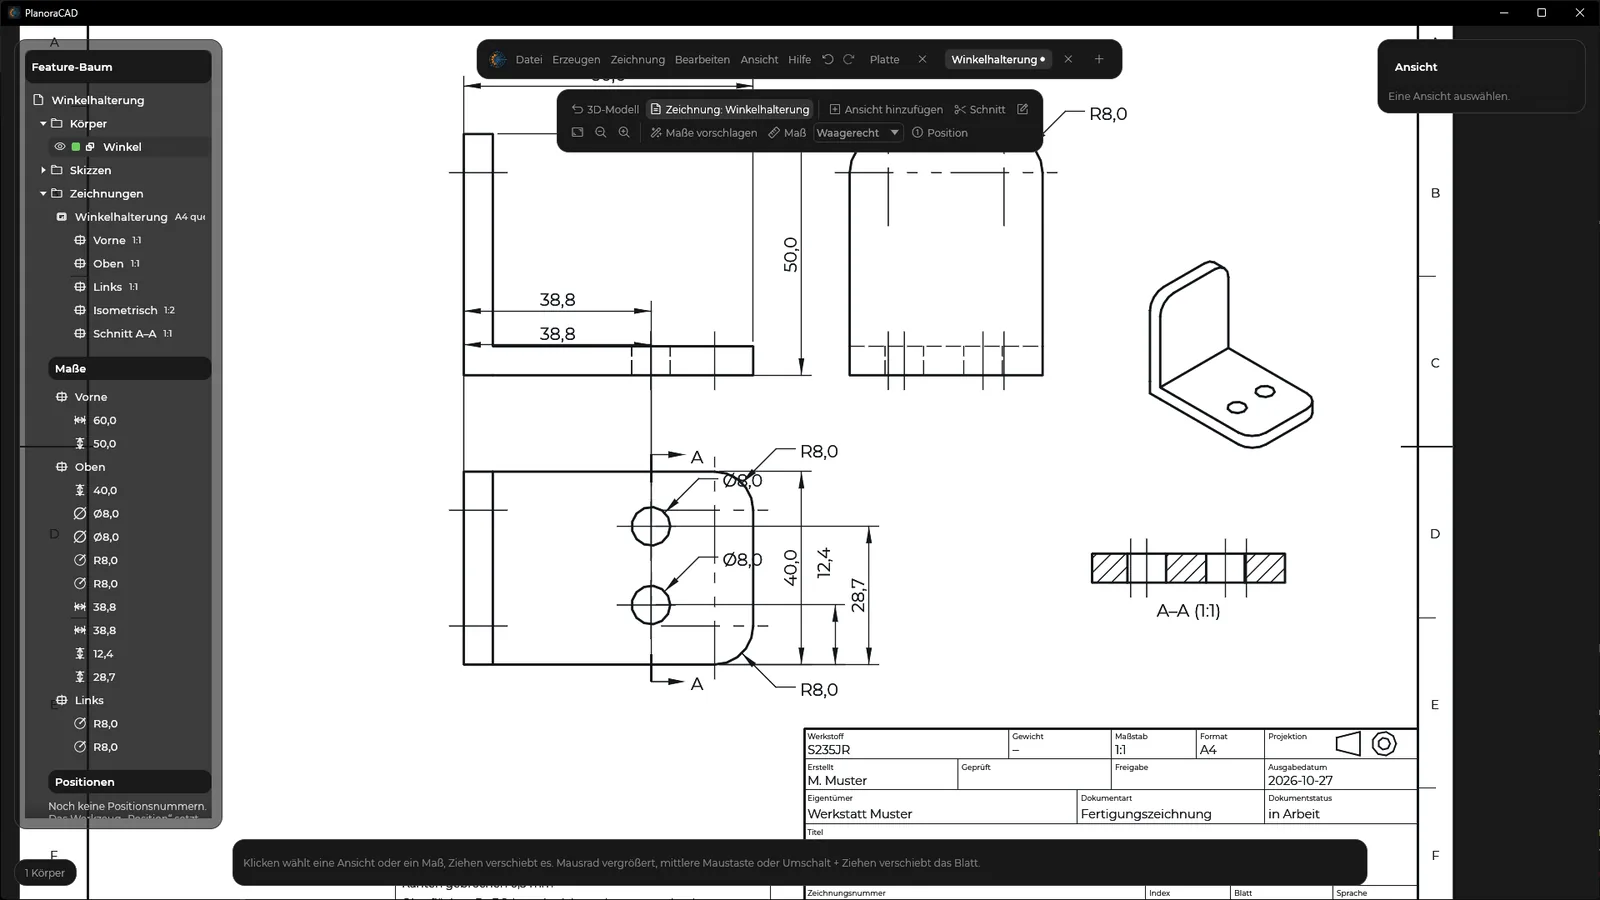 PlanoraCAD
Datei Erzeugen Zeichnung Bearbeiten Ansicht Hilfe Platte Winkelhalterung
3D-Modell Zeichnung: Winkelhalterung Ansicht hinzufügen Schnitt
Maße vorschlagen Maß Waagerecht Position
Feature-Baum
Winkelhalterung
Körper
Winkel
Skizzen
Zeichnungen
Winkelhalterung A4 que
Vorne 1:1
Oben 1:1
Links 1:1
Isometrisch 1:2
Schnitt A–A 1:1
Maße
Vorne
60,0
50,0
Oben
40,0
Ø8,0
Ø8,0
R8,0
R8,0
38,8
38,8
12,4
28,7
Links
R8,0
R8,0
Positionen
Noch keine Positionsnummern.
1 Körper
Ansicht
Eine Ansicht auswählen.
A
D
E
F
B
C
D
E
F
R8,0
50,0
38,8
38,8
A
R8,0
Ø8,0
Ø8,0
40,0
12,4
28,7
A
R8,0
A–A (1:1)
Werkstoff Gewicht Maßstab Format Projektion
S235JR – 1:1 A4
Erstellt Geprüft Freigabe Ausgabedatum
M. Muster 2026-10-27
Eigentümer Dokumentart Dokumentstatus
Werkstatt Muster Fertigungszeichnung in Arbeit
Titel
Klicken wählt eine Ansicht oder ein Maß, Ziehen verschiebt es. Mausrad vergrößert, mittlere Maustaste oder Umschalt + Ziehen verschiebt das Blatt.
Zeichnungsnummer Index Blatt Sprache